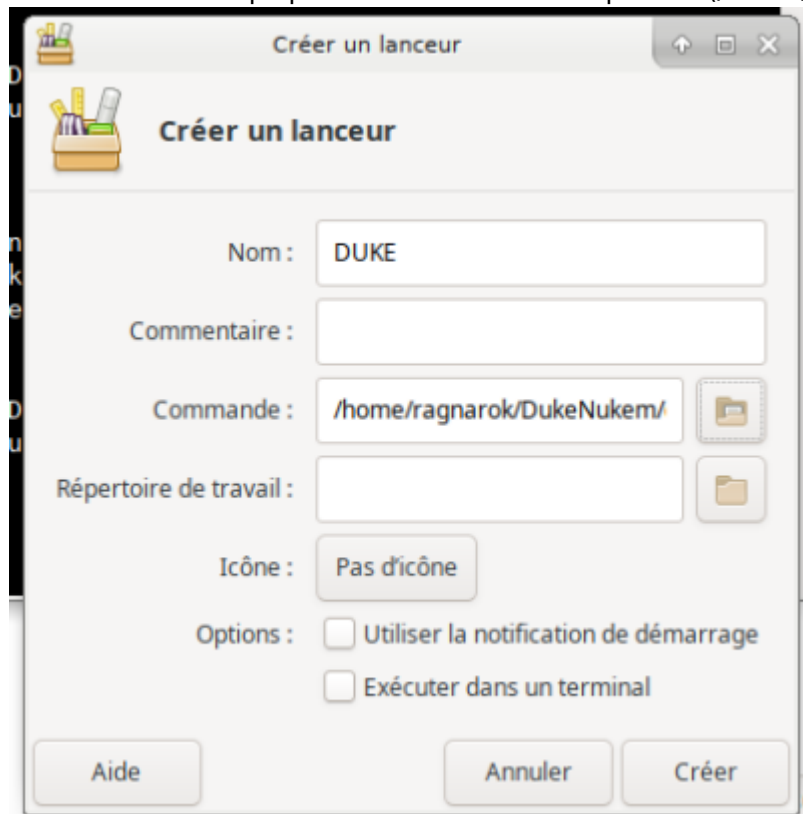 Créer un lanceur
Créer un lanceur
Nom : DUKE
Commentaire :
Commande : /home/ragnarok/DukeNukem/
Répertoire de travail :
Icône : Pas d'icône
Options : Utiliser la notification de démarrage
Exécuter dans un terminal
Aide Annuler Créer